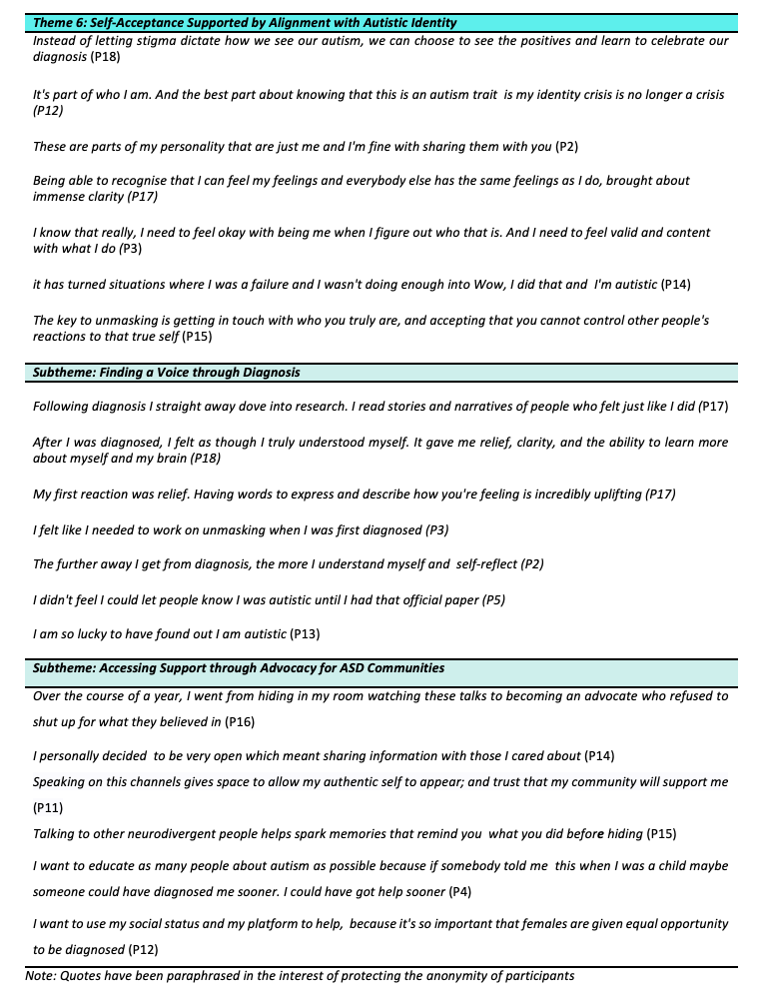 Theme 6: Self-Acceptance Supported by Alignment with Autistic Identity
Instead of letting stigma dictate how we see our autism, we can choose to see the positives and learn to celebrate our
diagnosis (P18)
It's part of who I am. And the best part about knowing that this is an autism trait  is my identity crisis is no longer a crisis
(P12)
These are parts of my personality that are just me and I'm fine with sharing them with you (P2)
Being able to recognise that I can feel my feelings and everybody else has the same feelings as I do, brought about
immense clarity (P17)
I know that really, I need to feel okay with being me when I figure out who that is. And I need to feel valid and content
with what I do (P3)
it has turned situations where I was a failure and I wasn't doing enough into Wow, I did that and  I'm autistic (P14)
The key to unmasking is getting in touch with who you truly are, and accepting that you cannot control other people's
reactions to that true self (P15)
Subtheme: Finding a Voice through Diagnosis
Following diagnosis I straight away dove into research. I read stories and narratives of people who felt just like I did (P17)
After I was diagnosed, I felt as though I truly understood myself. It gave me relief, clarity, and the ability to learn more
about myself and my brain (P18)
My first reaction was relief. Having words to express and describe how you're feeling is incredibly uplifting (P17)
I felt like I needed to work on unmasking when I was first diagnosed (P3)
The further away I get from diagnosis, the more I understand myself and  self-reflect (P2)
I didn't feel I could let people know I was autistic until I had that official paper (P5)
I am so lucky to have found out I am autistic (P13)
Subtheme: Accessing Support through Advocacy for ASD Communities
Over the course of a year, I went from hiding in my room watching these talks to becoming an advocate who refused to
shut up for what they believed in (P16)
I personally decided  to be very open which meant sharing information with those I cared about (P14)
Speaking on this channels gives space to allow my authentic self to appear; and trust that my community will support me
(P11)
Talking to other neurodivergent people helps spark memories that remind you  what you did before hiding (P15)
I want to educate as many people about autism as possible because if somebody told me  this when I was a child maybe
someone could have diagnosed me sooner. I could have got help sooner (P4)
I want to use my social status and my platform to help,  because it's so important that females are given equal opportunity
to be diagnosed (P12)
Note: Quotes have been paraphrased in the interest of protecting the anonymity of participants